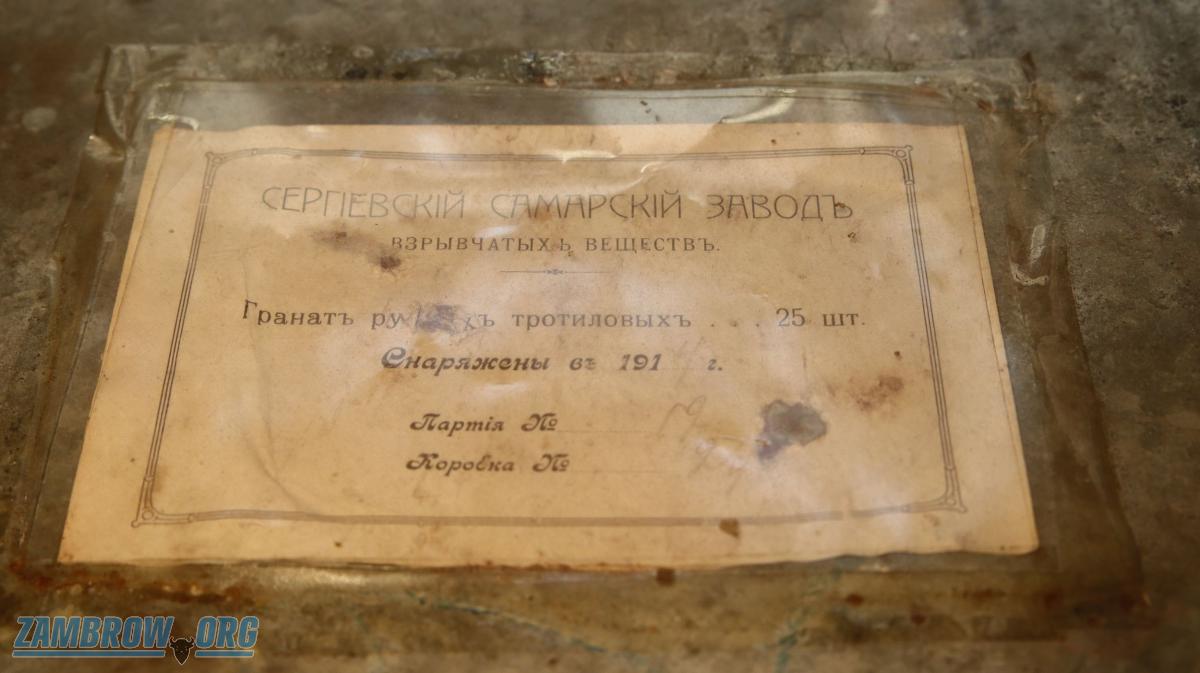 СЕРГІЕВСКІЙ САМАРСКІЙ ЗАВОДЪ
ВЗРЫВЧАТЫХЪ ВЕЩЕСТВЪ.
Гранатъ тротиловыхъ . . . 25 шт.
Снаряжены въ 191 г.
Партія №
Коробка №
ZAMBROW.ORG